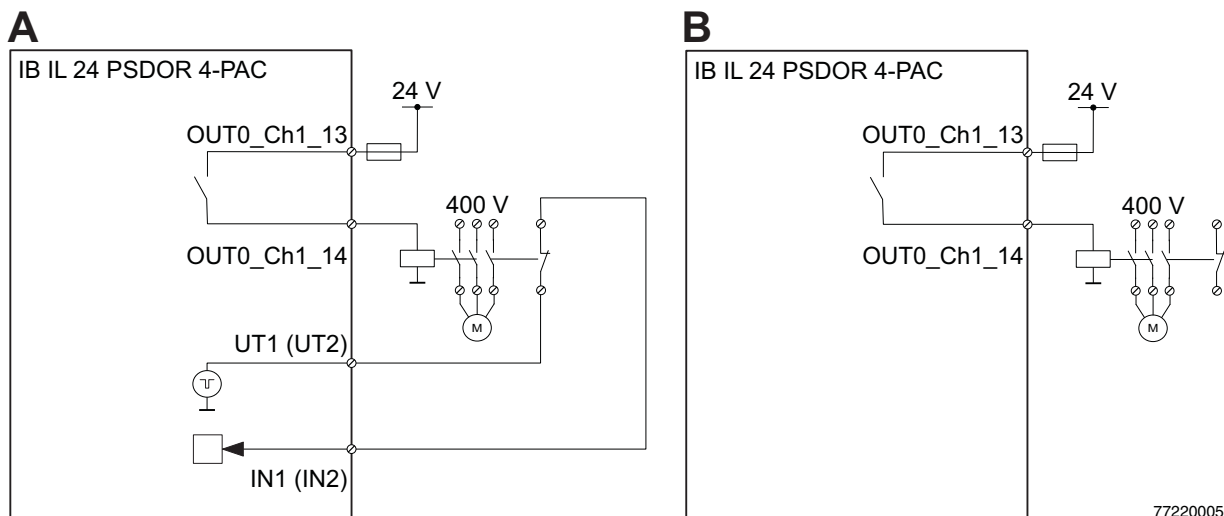 A
IB IL 24 PSDOR 4-PAC
24 V
OUT0_Ch1_13
400 V
OUT0_Ch1_14
M
UT1 (UT2)
IN1 (IN2)
B
IB IL 24 PSDOR 4-PAC
24 V
OUT0_Ch1_13
400 V
OUT0_Ch1_14
M
77220005